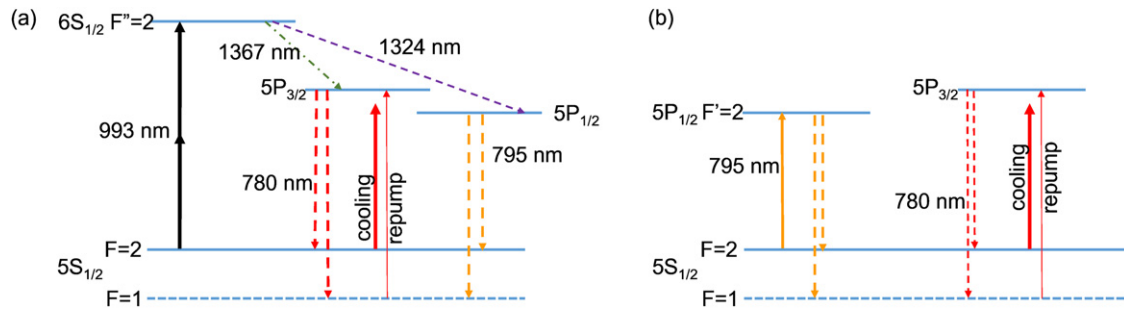 (a)
6S1/2 F''=2
1367 nm
1324 nm
5P3/2
5P1/2
993 nm
780 nm
cooling
repump
795 nm
F=2
5S1/2
F=1
(b)
5P3/2
5P1/2 F'=2
795 nm
780 nm
cooling
repump
F=2
5S1/2
F=1